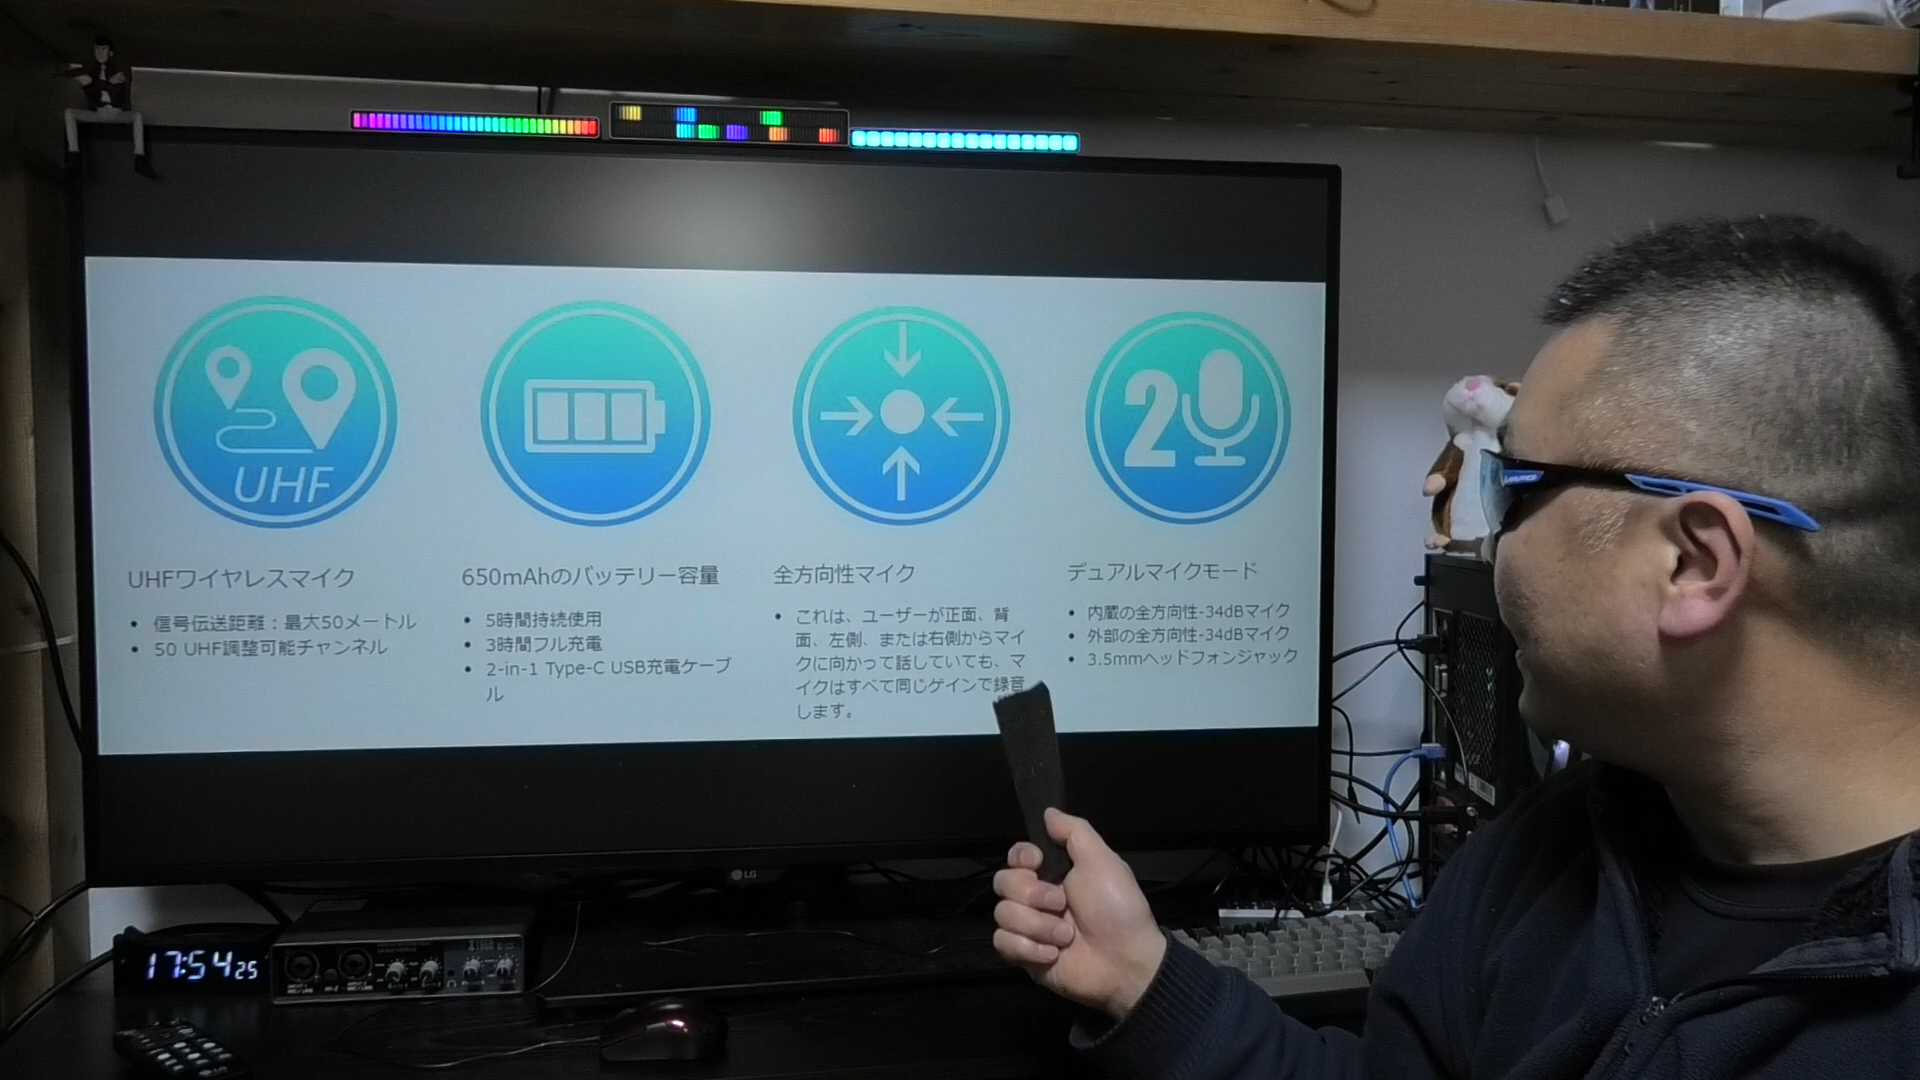 UHF
2
UHFワイヤレスマイク
• 信号伝送距離：最大50メートル
• 50 UHF調整可能チャンネル
650mAhのバッテリー容量
• 5時間持続使用
• 3時間フル充電
• 2-in-1 Type-C USB充電ケーブ
ル
全方向性マイク
• これは、ユーザーが正面、背
面、左側、または右側からマイ
クに向かって話していても、マ
イクはすべて同じゲインで録音
します。
デュアルマイクモード
• 内蔵の全方向性-34dBマイク
• 外部の全方向性-34dBマイク
• 3.5mmヘッドフォンジャック
LG
17:54 25